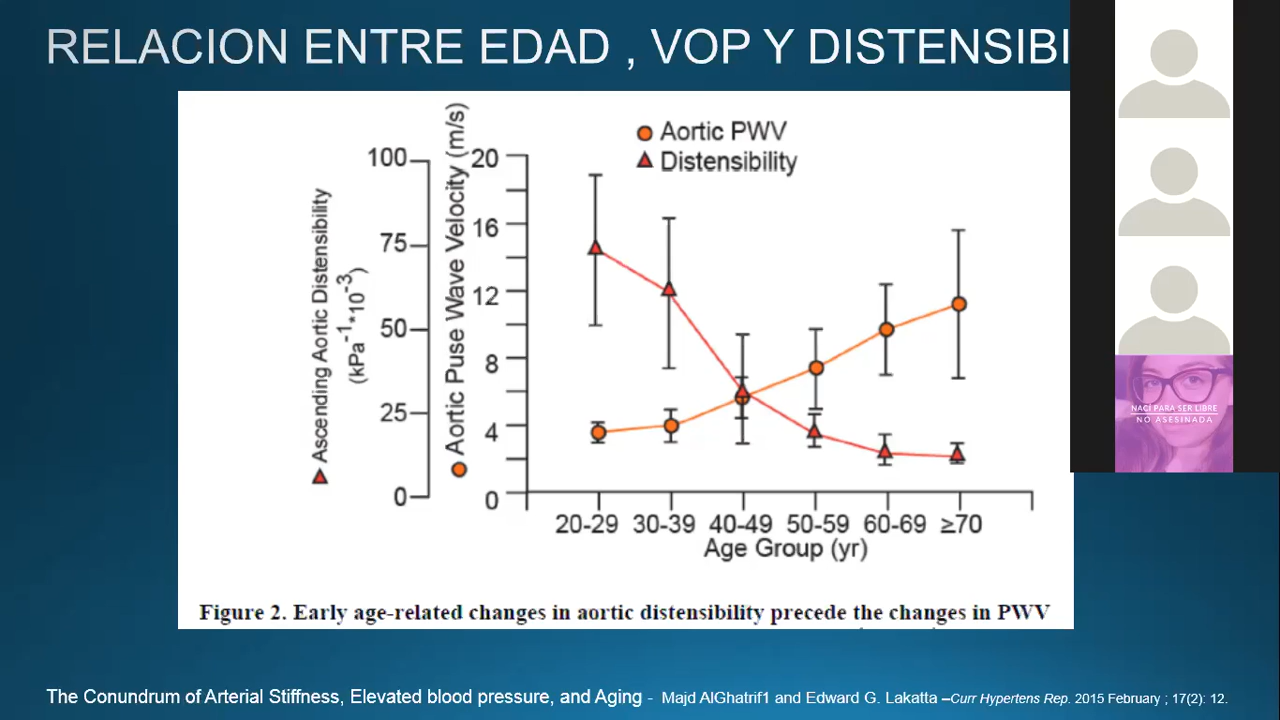 RELACION ENTRE EDAD , VOP Y DISTENSIBI
Aortic PWV
Distensibility
Ascending Aortic Distensibility
(kPa⁻¹*10⁻³)
100
75
50
25
0
Aortic Puse Wave Velocity (m/s)
20
16
12
8
4
0
20-29 30-39 40-49 50-59 60-69 ≥70
Age Group (yr)
Figure 2. Early age-related changes in aortic distensibility precede the changes in PWV
The Conundrum of Arterial Stiffness, Elevated blood pressure, and Aging - Majd AlGhatrif1 and Edward G. Lakatta –Curr Hypertens Rep. 2015 February ; 17(2): 12.
NACÍ PARA SER LIBRE
NO ASESINADA